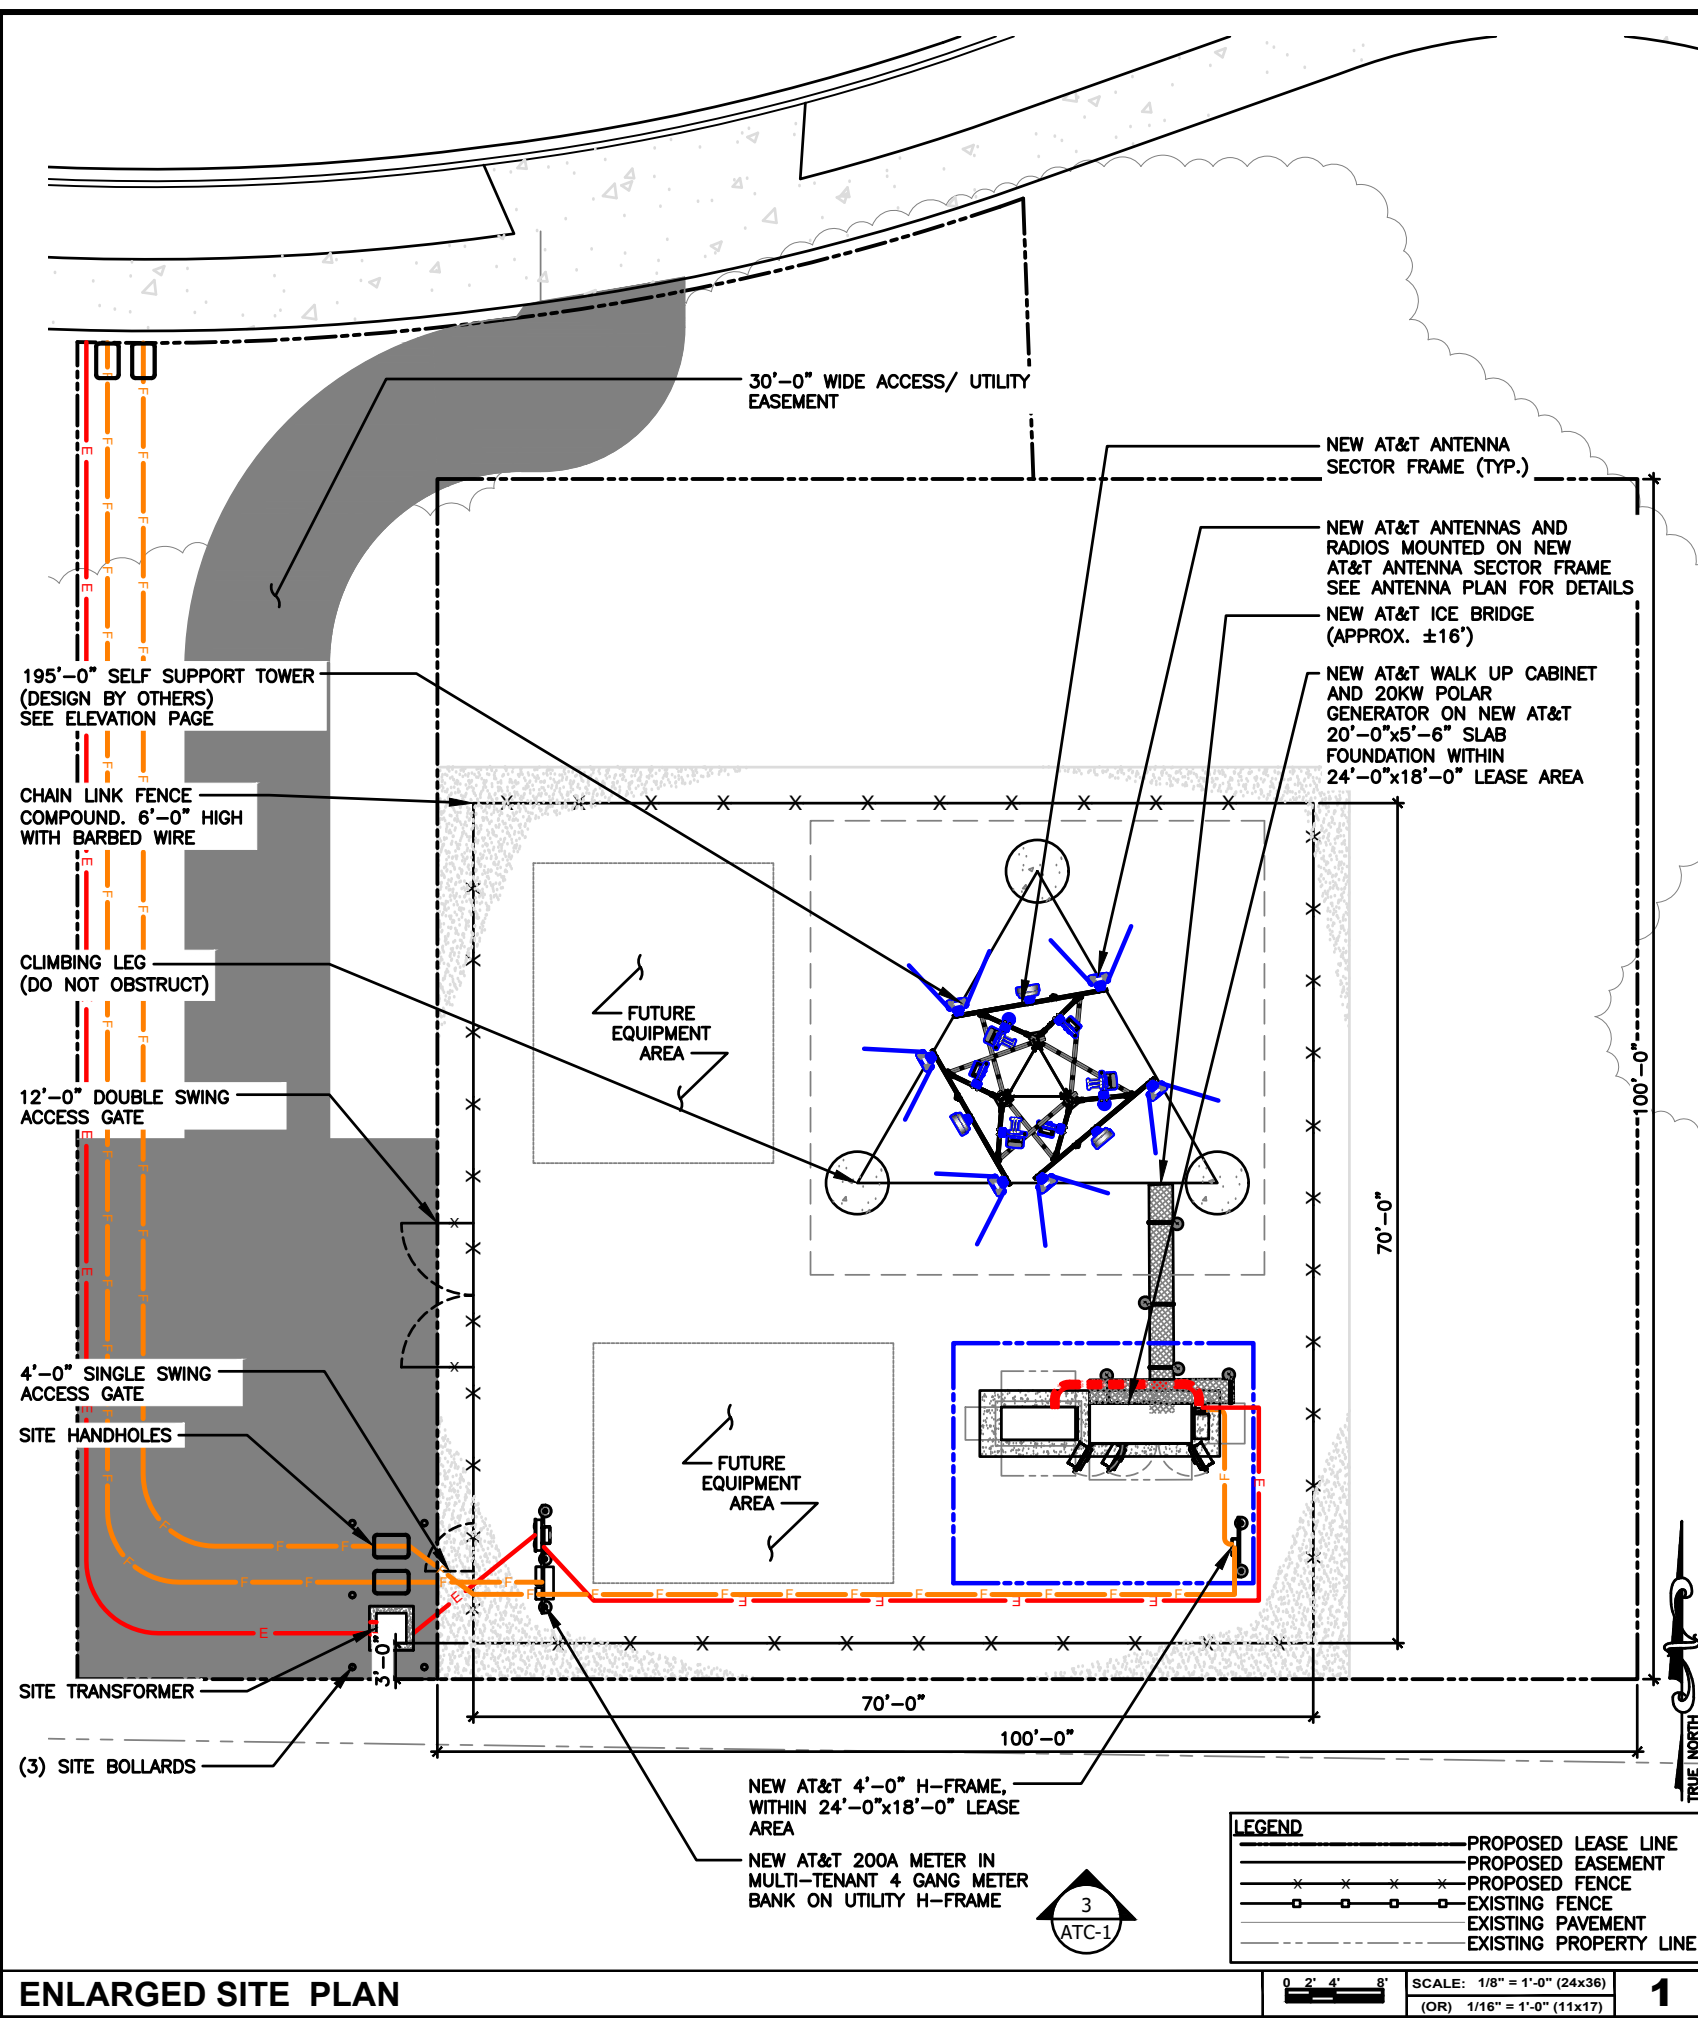 30'-0" WIDE ACCESS/ UTILITY
EASEMENT
NEW AT&T ANTENNA
SECTOR FRAME (TYP.)
NEW AT&T ANTENNAS AND
RADIOS MOUNTED ON NEW
AT&T ANTENNA SECTOR FRAME
SEE ANTENNA PLAN FOR DETAILS
NEW AT&T ICE BRIDGE
(APPROX. ±16')
NEW AT&T WALK UP CABINET
AND 20KW POLAR
GENERATOR ON NEW AT&T
20'-0"x5'-6" SLAB
FOUNDATION WITHIN
24'-0"x18'-0" LEASE AREA
195'-0" SELF SUPPORT TOWER
(DESIGN BY OTHERS)
SEE ELEVATION PAGE
CHAIN LINK FENCE
COMPOUND. 6'-0" HIGH
WITH BARBED WIRE
CLIMBING LEG
(DO NOT OBSTRUCT)
FUTURE
EQUIPMENT
AREA
12'-0" DOUBLE SWING
ACCESS GATE
100'-0"
70'-0"
4'-0" SINGLE SWING
ACCESS GATE
SITE HANDHOLES
FUTURE
EQUIPMENT
AREA
3'-0"
SITE TRANSFORMER
(3) SITE BOLLARDS
70'-0"
100'-0"
TRUE NORTH
NEW AT&T 4'-0" H-FRAME,
WITHIN 24'-0"x18'-0" LEASE
AREA
NEW AT&T 200A METER IN
MULTI-TENANT 4 GANG METER
BANK ON UTILITY H-FRAME
3
ATC-1
LEGEND
PROPOSED LEASE LINE
PROPOSED EASEMENT
PROPOSED FENCE
EXISTING FENCE
EXISTING PAVEMENT
EXISTING PROPERTY LINE
ENLARGED SITE PLAN
0 2' 4' 8'
SCALE: 1/8" = 1'-0" (24x36)
(OR) 1/16" = 1'-0" (11x17)
1